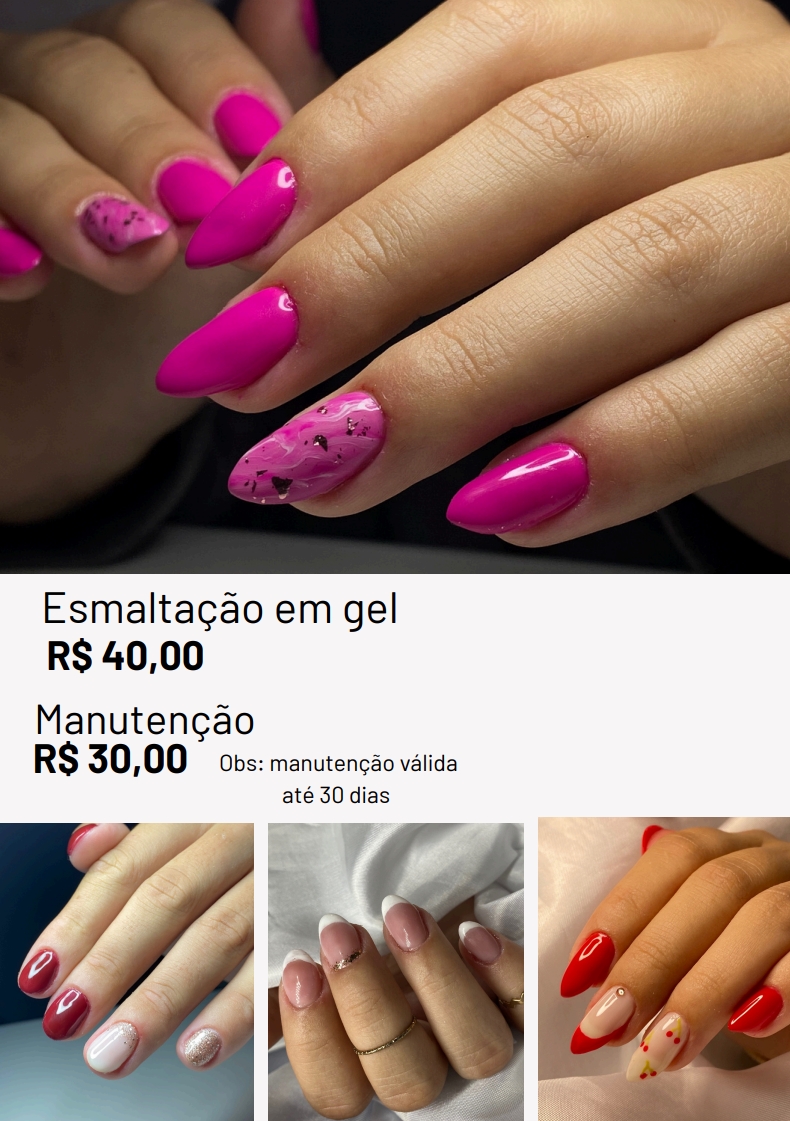 Esmaltação em gel
R$ 40,00
Manutenção
R$ 30,00
Obs: manutenção válida
até 30 dias